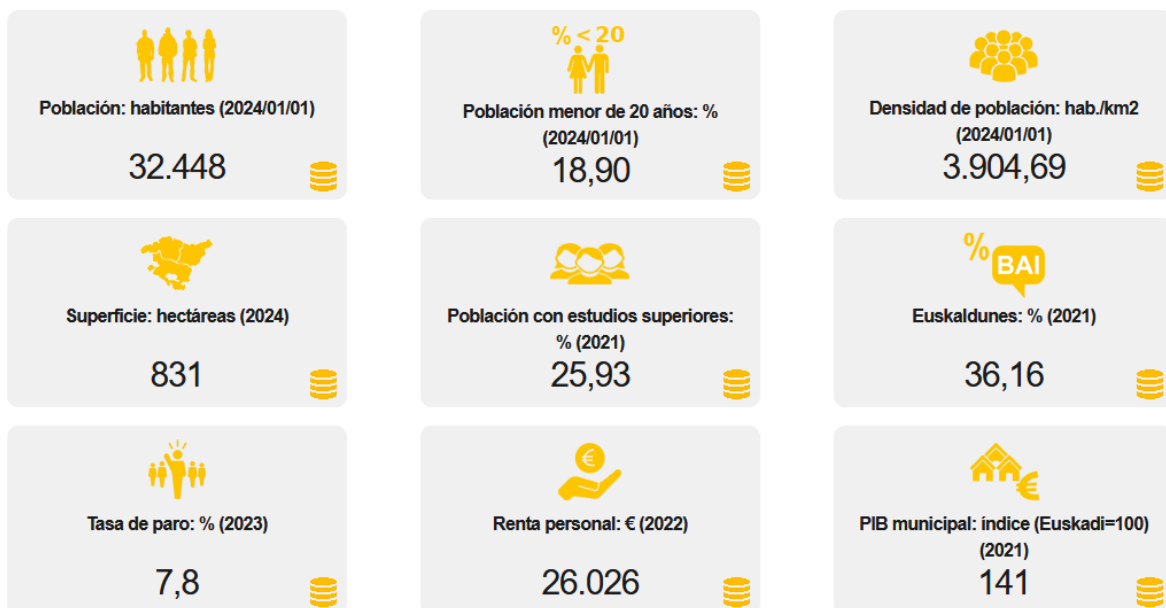 Población: habitantes (2024/01/01)
32.448
% < 20
Población menor de 20 años: %
(2024/01/01)
18,90
Densidad de población: hab./km2
(2024/01/01)
3.904,69
Superficie: hectáreas (2024)
831
Población con estudios superiores:
% (2021)
25,93
%
BAI
Euskaldunes: % (2021)
36,16
Tasa de paro: % (2023)
7,8
€
Renta personal: € (2022)
26.026
€
PIB municipal: índice (Euskadi=100)
(2021)
141